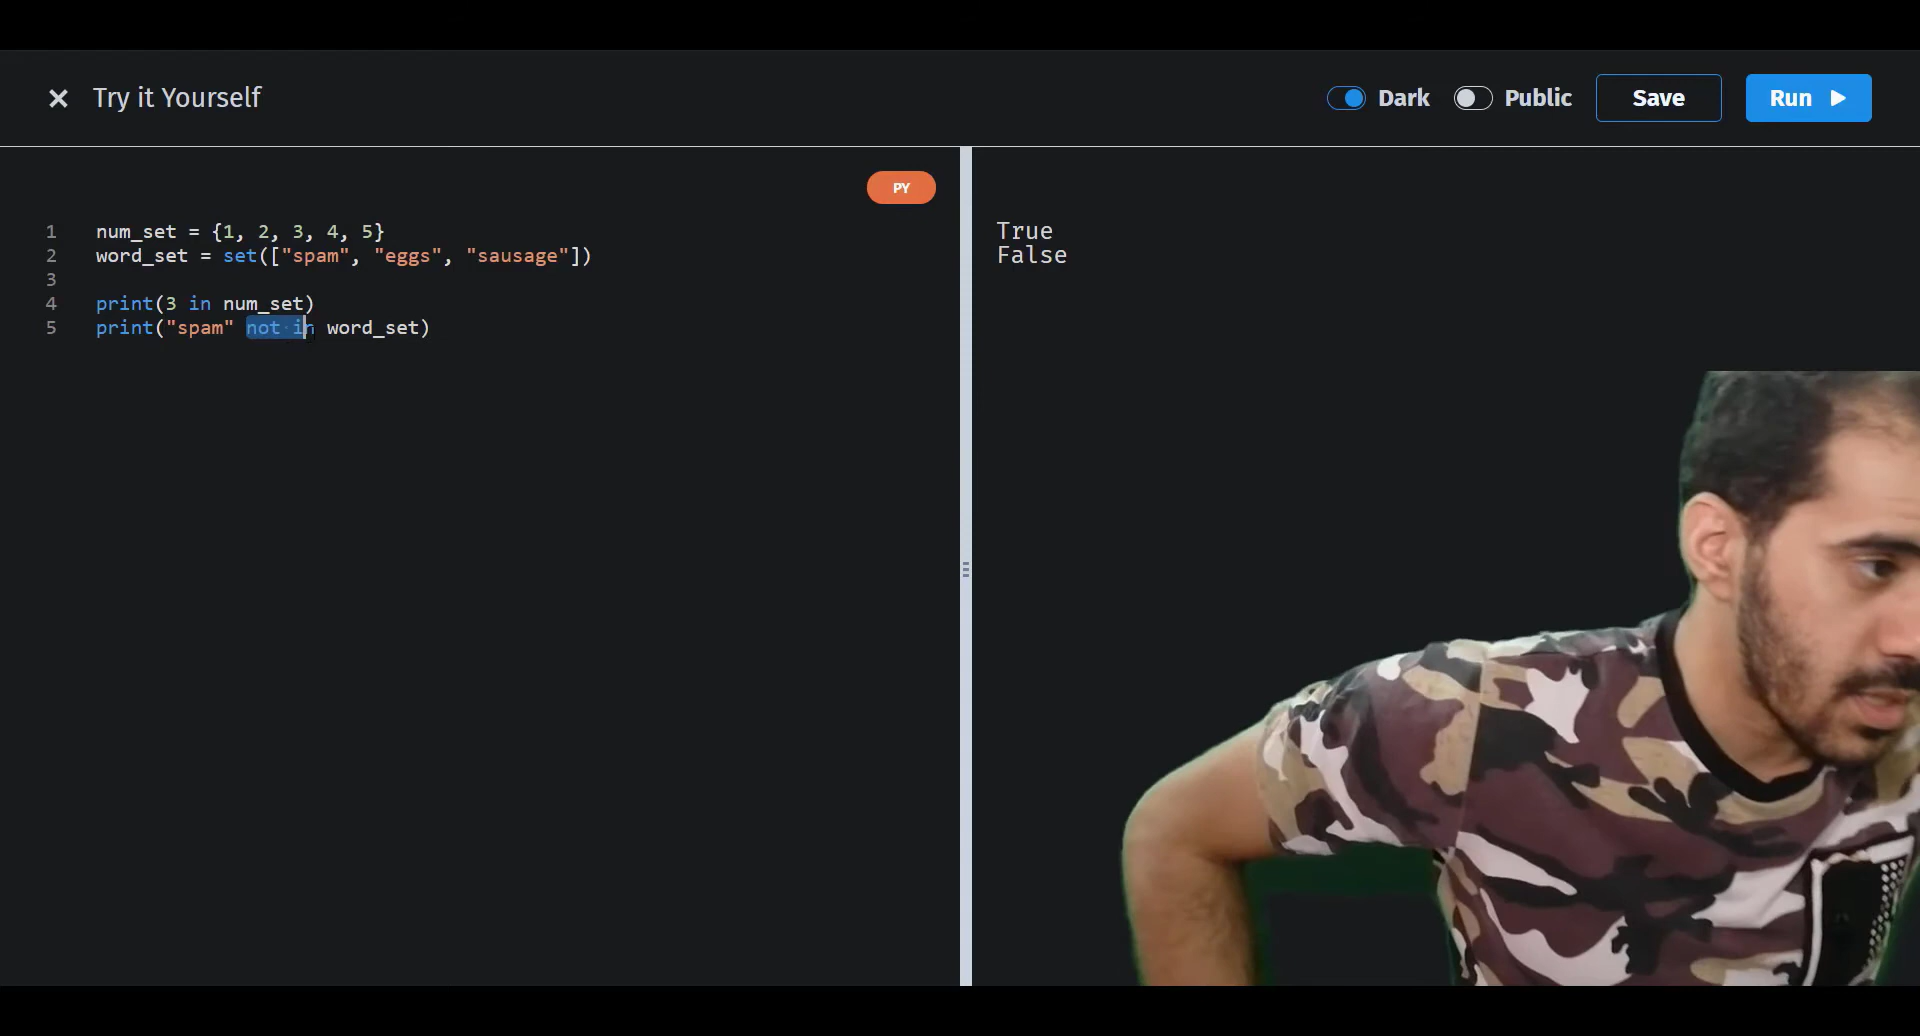 Try it Yourself
Dark
Public
Save
Run
PY
1 num_set = {1, 2, 3, 4, 5}
2 word_set = set(["spam", "eggs", "sausage"])
3
4 print(3 in num_set)
5 print("spam" not in word_set)
True
False